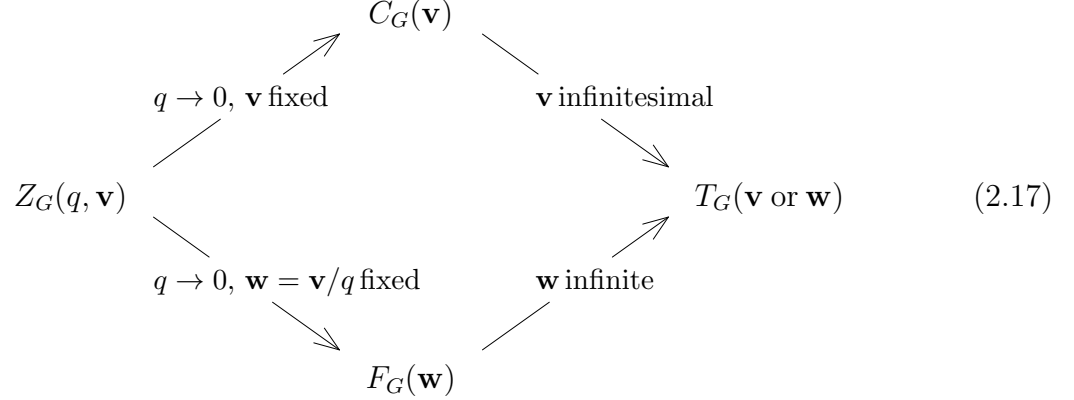 C_G(v)
q → 0, v fixed
v infinitesimal
Z_G(q, v)
T_G(v or w)
(2.17)
q → 0, w = v/q fixed
w infinite
F_G(w)